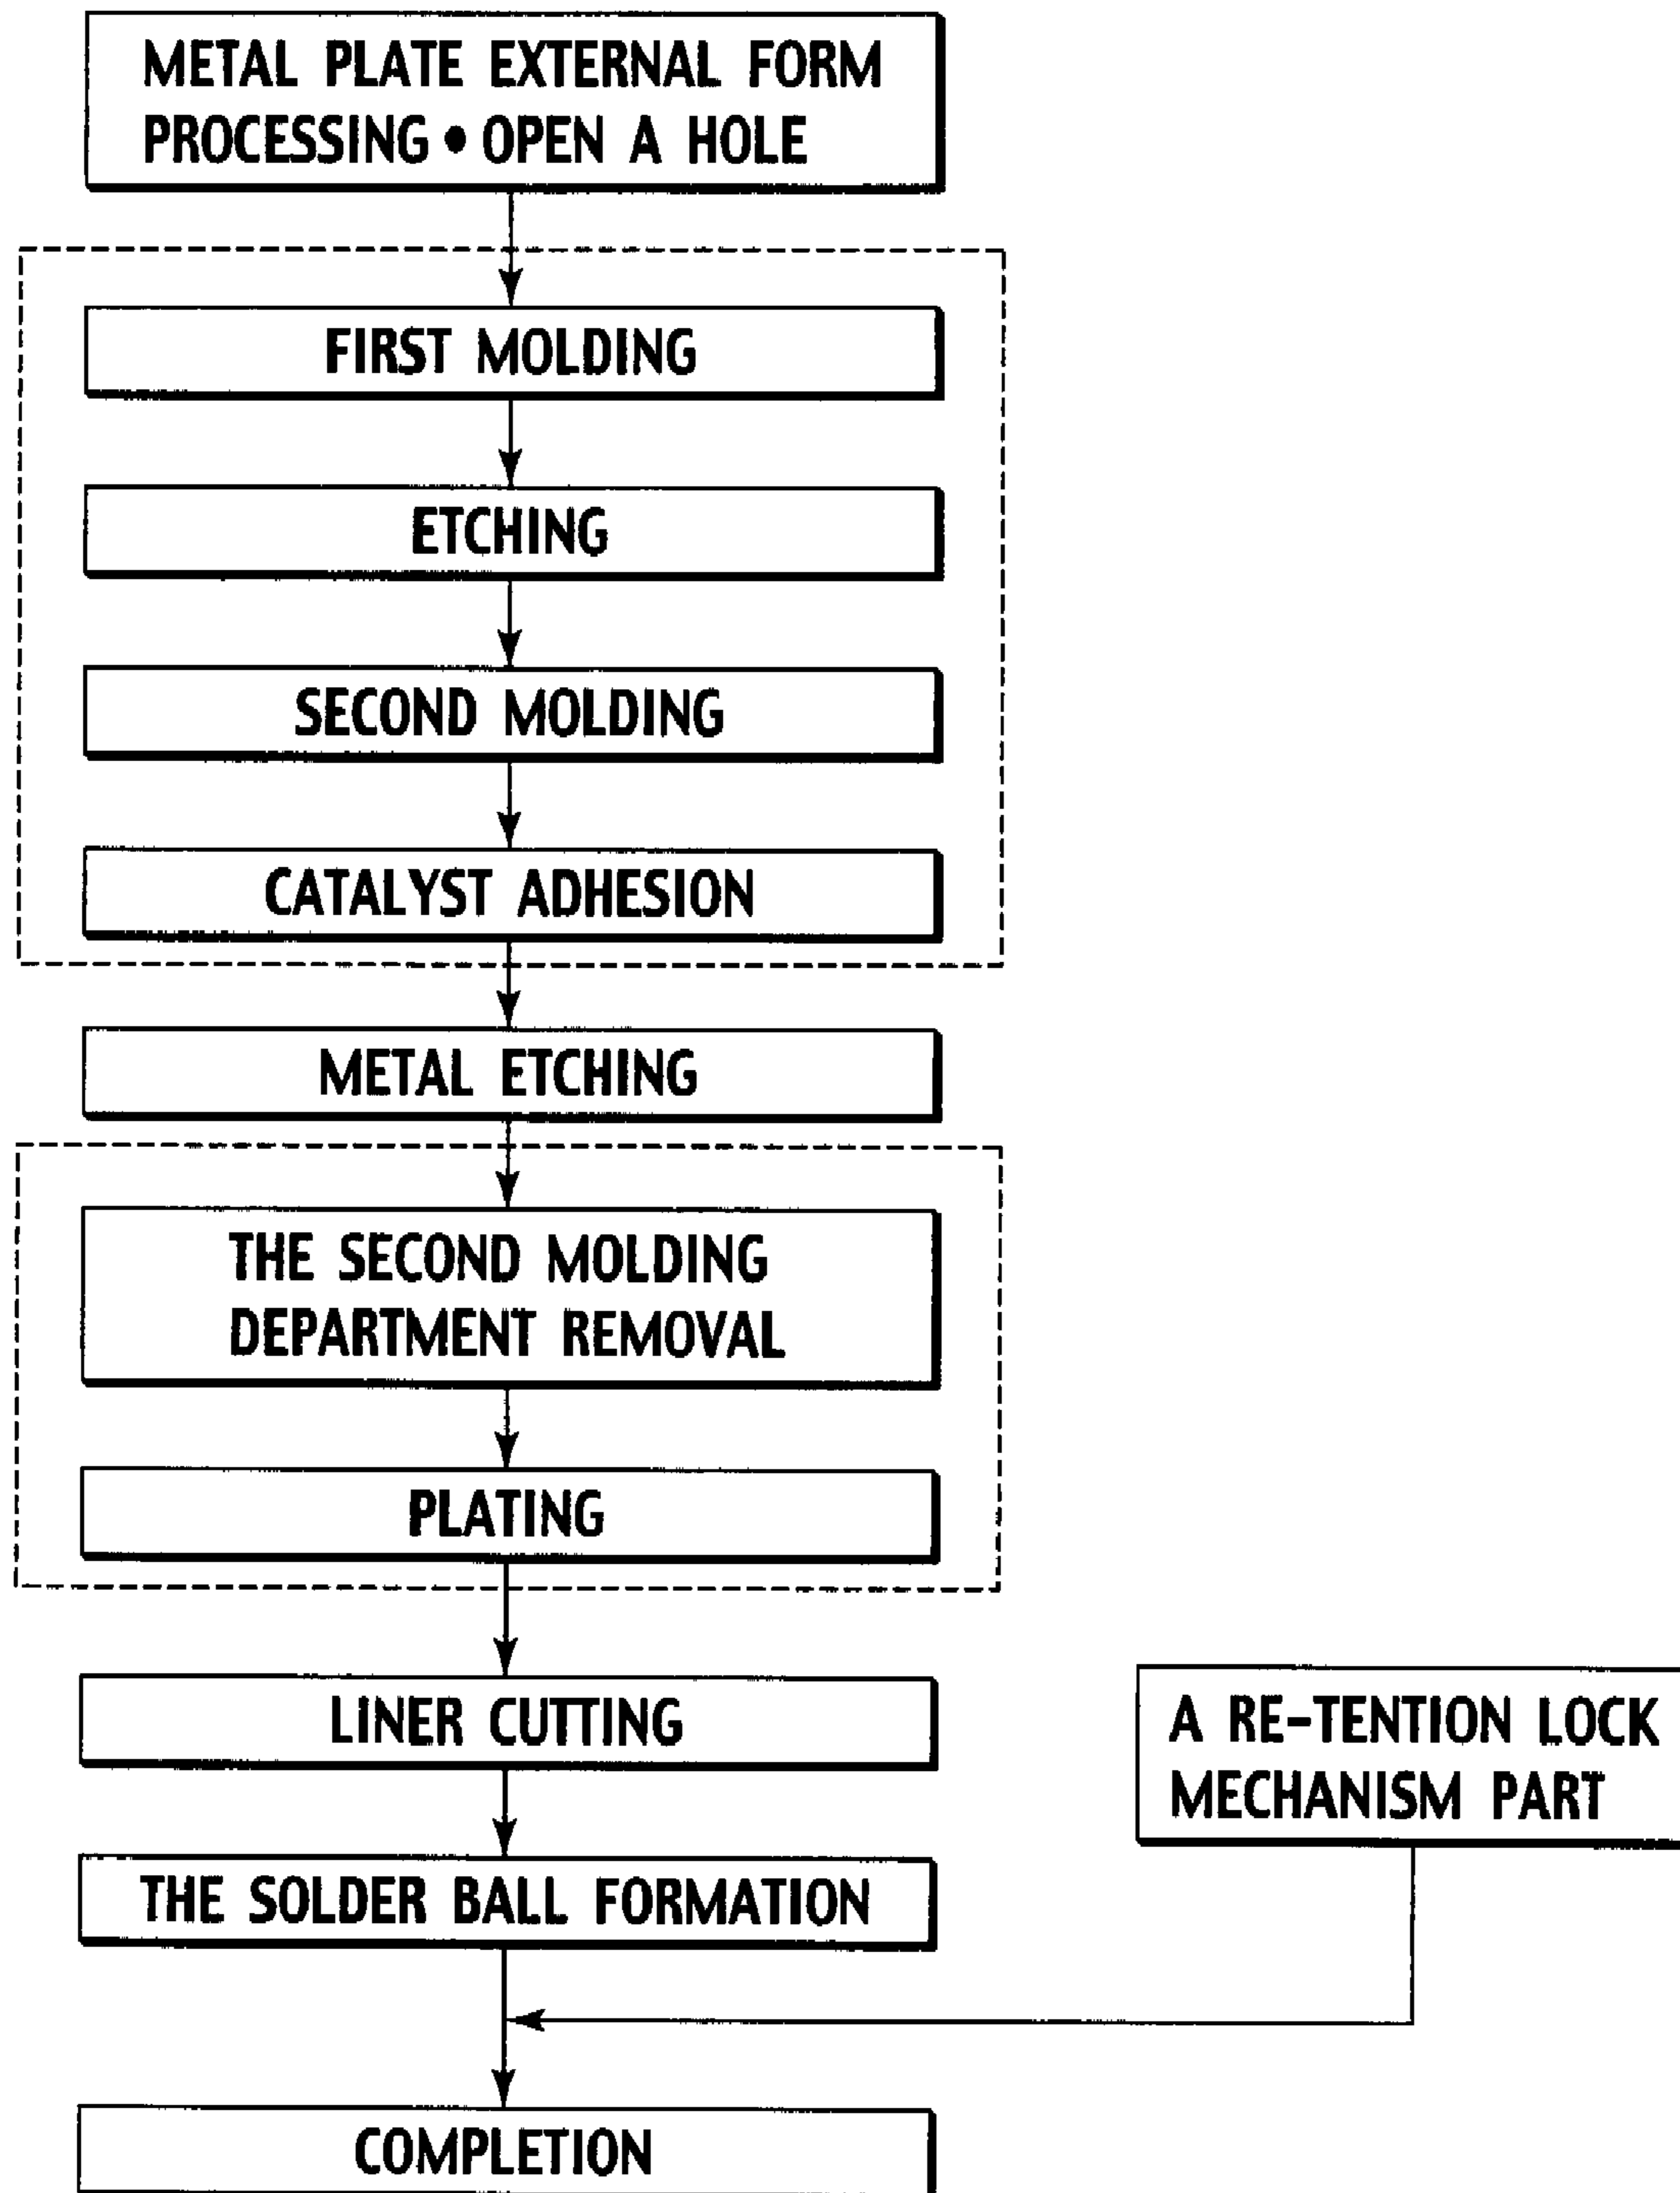 METAL PLATE EXTERNAL FORM
PROCESSING • OPEN A HOLE
FIRST MOLDING
ETCHING
SECOND MOLDING
CATALYST ADHESION
METAL ETCHING
THE SECOND MOLDING
DEPARTMENT REMOVAL
PLATING
LINER CUTTING
A RE-TENTION LOCK
MECHANISM PART
THE SOLDER BALL FORMATION
COMPLETION